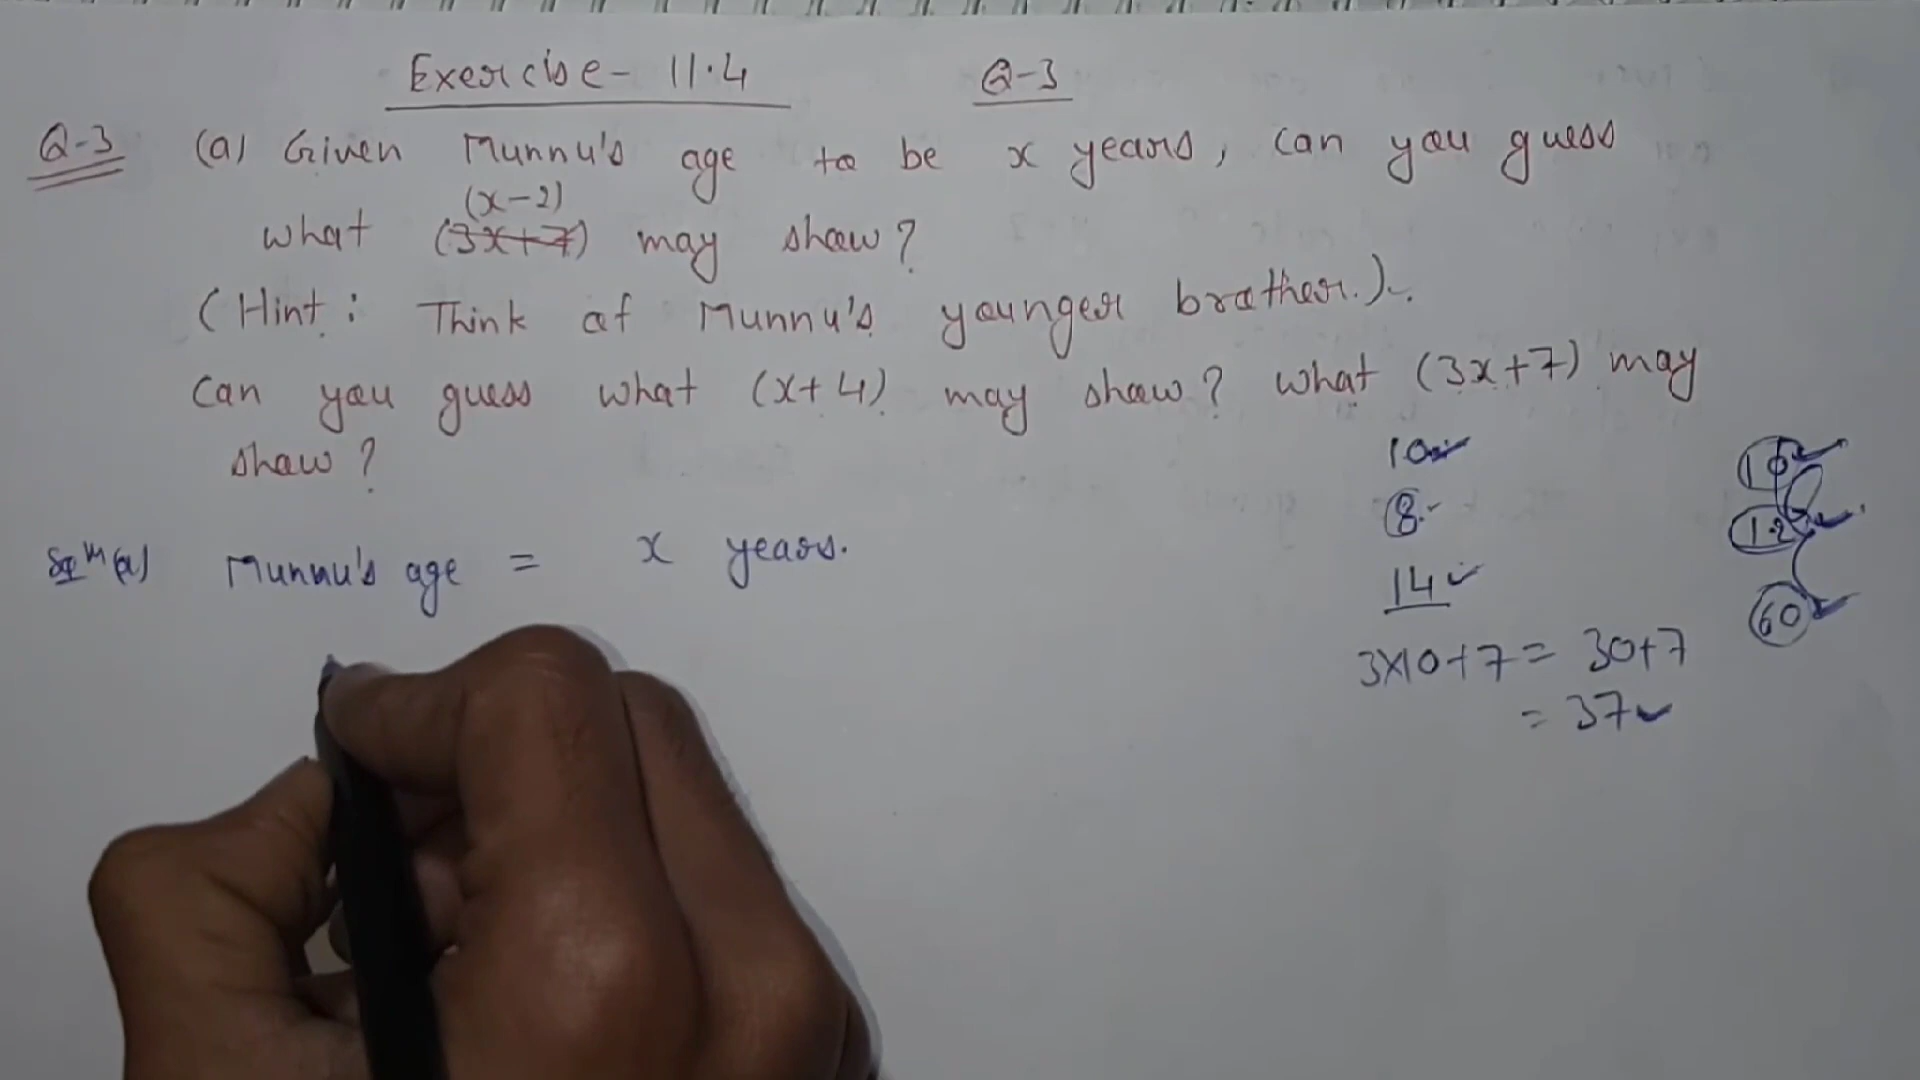 Exercise- 11.4 Q-3
Q-3 (a) Given Munnu's age to be x years, can you guess
(x-2)
what (3x+7) may show?
(Hint: Think of Munnu's younger brother.).
Can you guess what (x+4) may show? what (3x+7) may
show?
10
8
14
3x10+7= 30+7
= 37
10
12
60
Solⁿ(a) Munnu's age = x years.